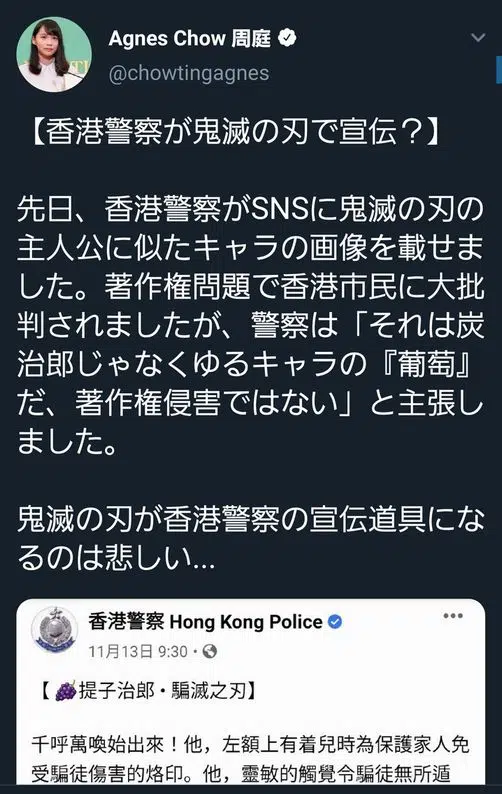 Agnes Chow 周庭
@chowtingagnes
【香港警察が鬼滅の刃で宣伝？】
先日、香港警察がSNSに鬼滅の刃の
主人公に似たキャラの画像を載せま
した。著作権問題で香港市民に大批
判されましたが、警察は「それは炭
治郎じゃなくゆるキャラの『葡萄』
だ、著作権侵害ではない」と主張し
ました。
鬼滅の刃が香港警察の宣伝道具にな
るのは悲しい...
香港警察 Hong Kong Police
11月13日 9:30
【🍇提子治郎・騙滅之刃】
千呼萬喚始出來！他，左額上有着兒時為保護家人免
受騙徒傷害的烙印。他，靈敏的觸覺令騙徒無所遁